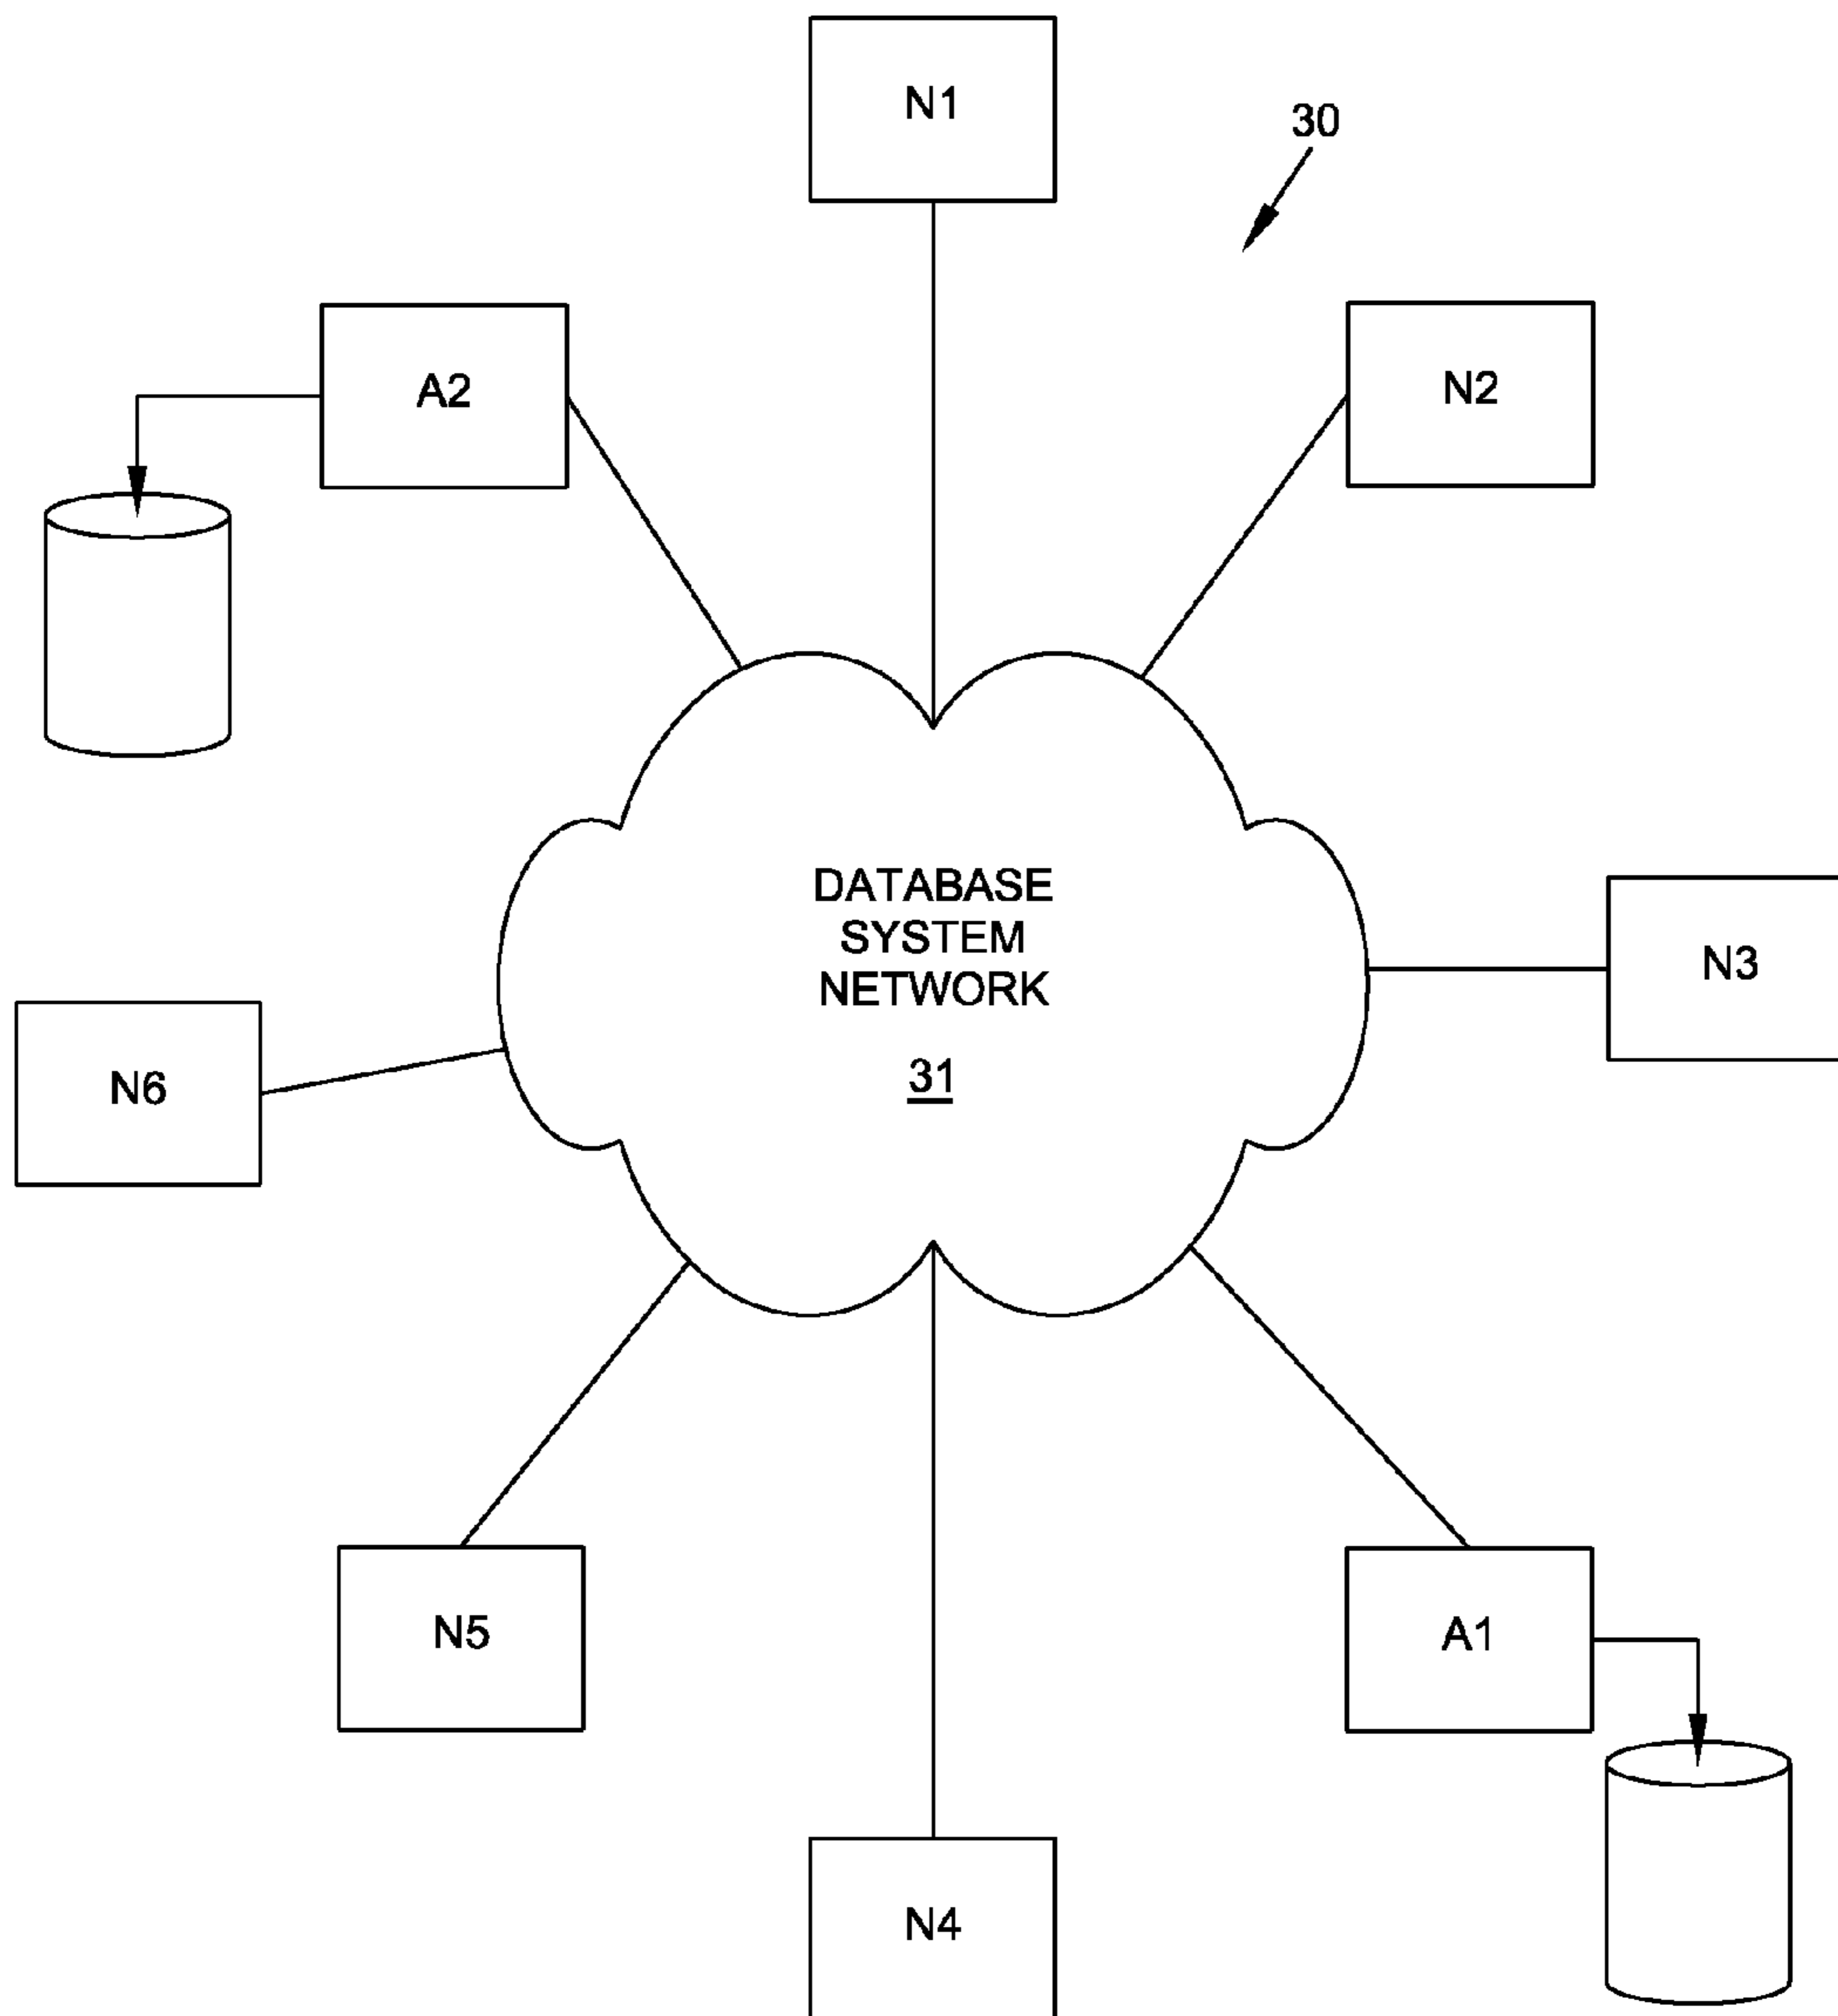 N1
30
A2
N2
DATABASE
SYSTEM
NETWORK
31
N3
N6
N5
A1
N4